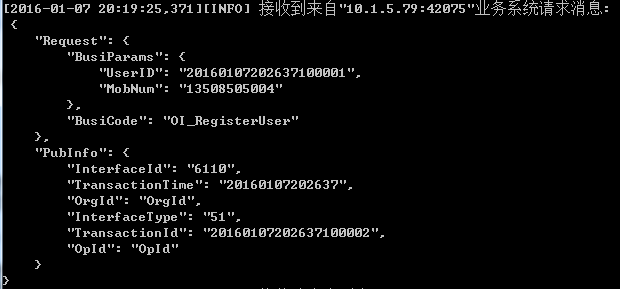 [2016-01-07 20:19:25,371][INFO] 接收到来自"10.1.5.79:42075"业务系统请求消息:
{
"Request": {
"BusiParams": {
"UserID": "20160107202637100001",
"MobNum": "13508505004"
},
"BusiCode": "OI_RegisterUser"
},
"PubInfo": {
"InterfaceId": "6110",
"TransactionTime": "20160107202637",
"OrgId": "OrgId",
"InterfaceType": "51",
"TransactionId": "20160107202637100002",
"OpId": "OpId"
}
}